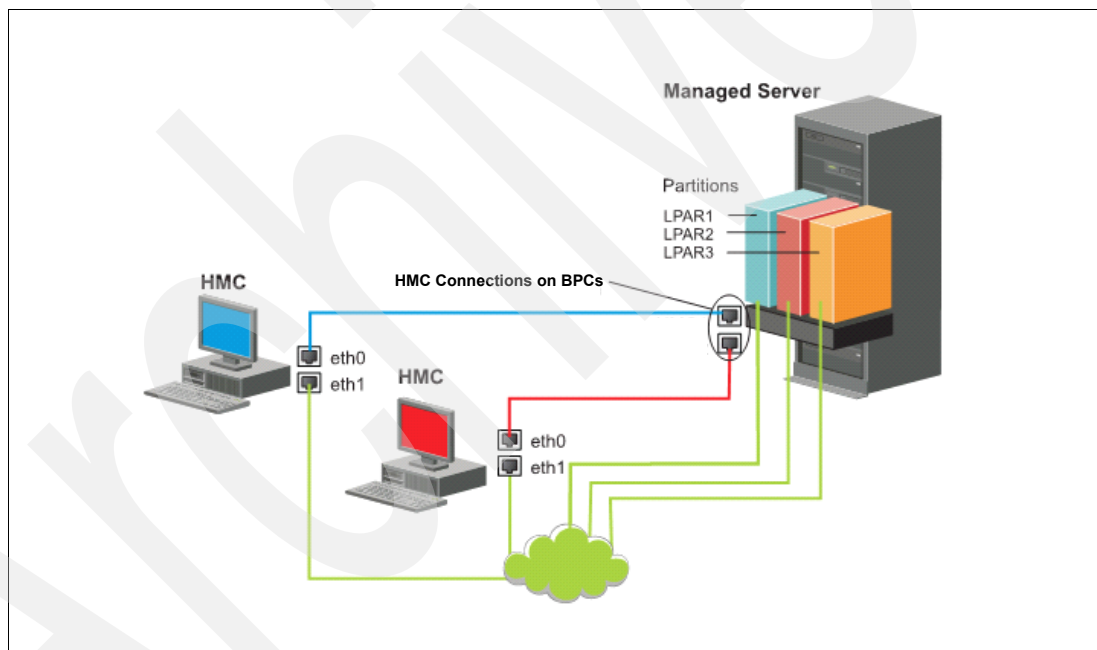 Managed Server
Partitions
LPAR1
LPAR2
LPAR3
HMC Connections on BPCs
HMC
eth0
eth1
HMC
eth0
eth1